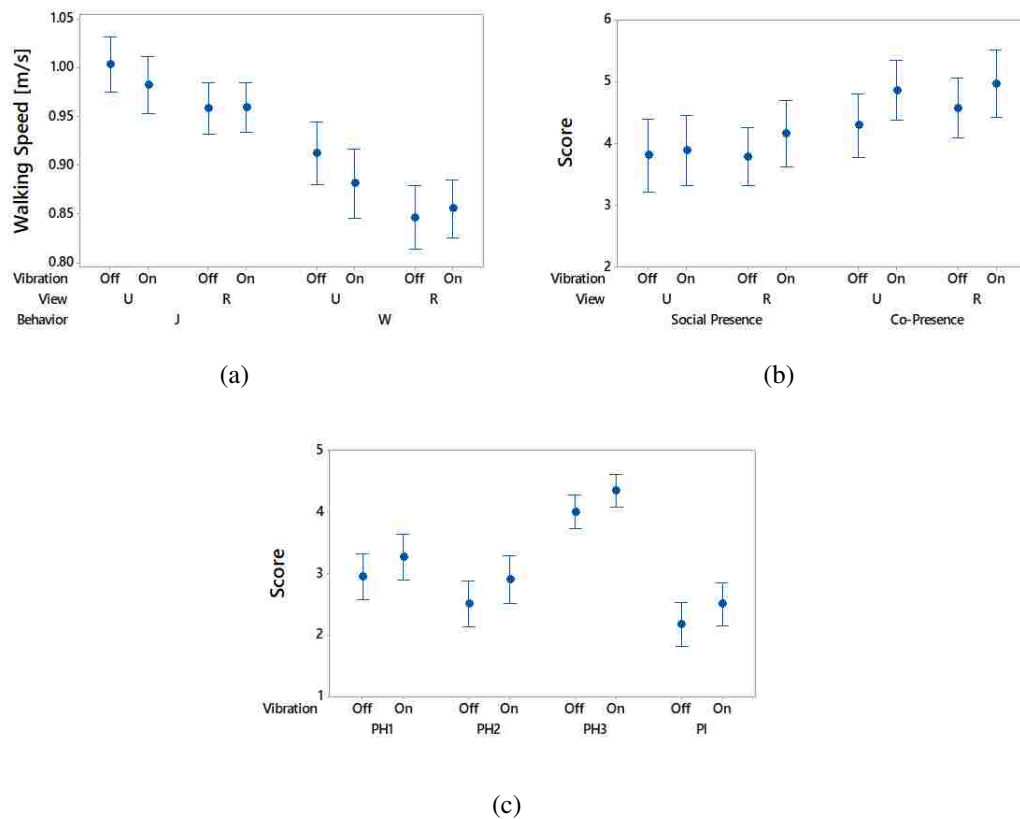 1.05
1.00
0.95
0.90
0.85
0.80
Walking Speed [m/s]
Vibration Off On Off On Off On Off On
View U R U R
Behavior J W
(a)
6
5
4
3
2
Score
Vibration Off On Off On Off On Off On
View U R U R
Social Presence Co-Presence
(b)
5
4
3
2
1
Score
Vibration Off On Off On Off On Off On
PH1 PH2 PH3 PI
(c)